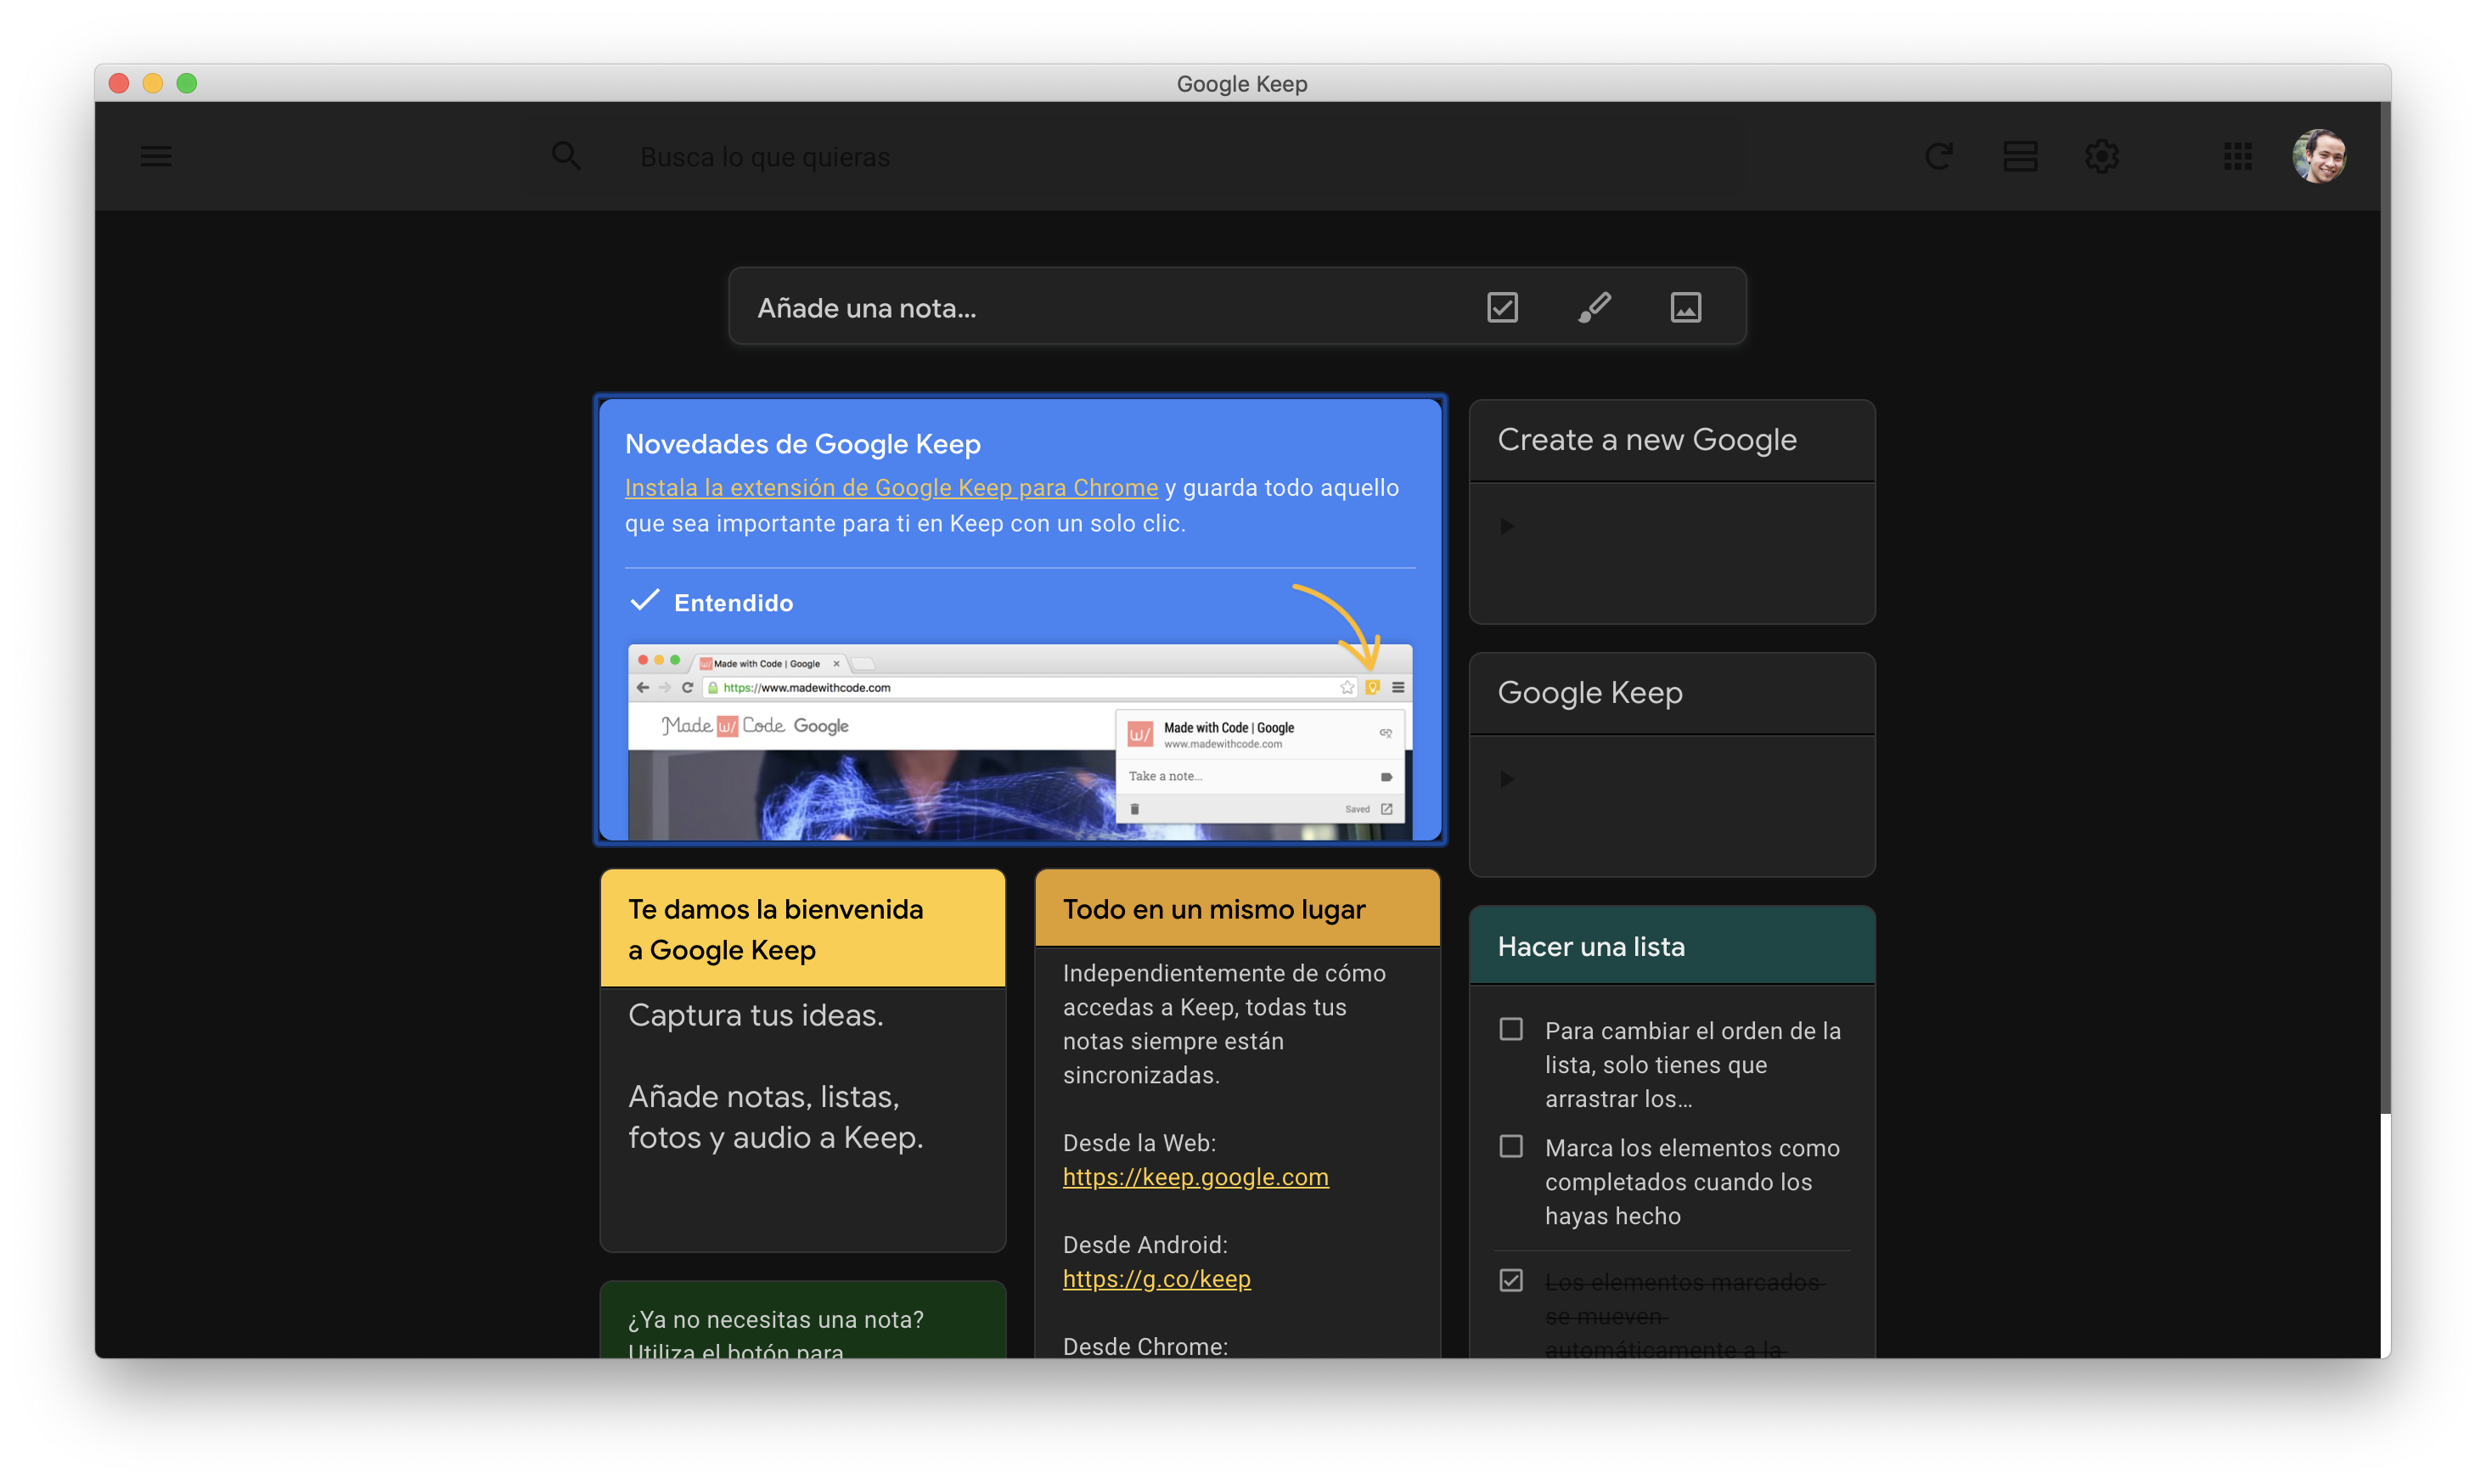 Google Keep
Busca lo que quieras
Añade una nota...
Novedades de Google Keep
Instala la extensión de Google Keep para Chrome y guarda todo aquello
que sea importante para ti en Keep con un solo clic.
Entendido
Made with Code | Google
https://www.madewithcode.com
Made w/ Code Google
w/
Made with Code | Google
www.madewithcode.com
Take a note...
Saved
Create a new Google
Google Keep
Te damos la bienvenida
a Google Keep
Captura tus ideas.
Añade notas, listas,
fotos y audio a Keep.
¿Ya no necesitas una nota?
Utiliza el botón para
Todo en un mismo lugar
Independientemente de cómo
accedas a Keep, todas tus
notas siempre están
sincronizadas.
Desde la Web:
https://keep.google.com
Desde Android:
https://g.co/keep
Desde Chrome:
Hacer una lista
Para cambiar el orden de la
lista, solo tienes que
arrastrar los...
Marca los elementos como
completados cuando los
hayas hecho
Los elementos marcados
se mueven
automáticamente a la